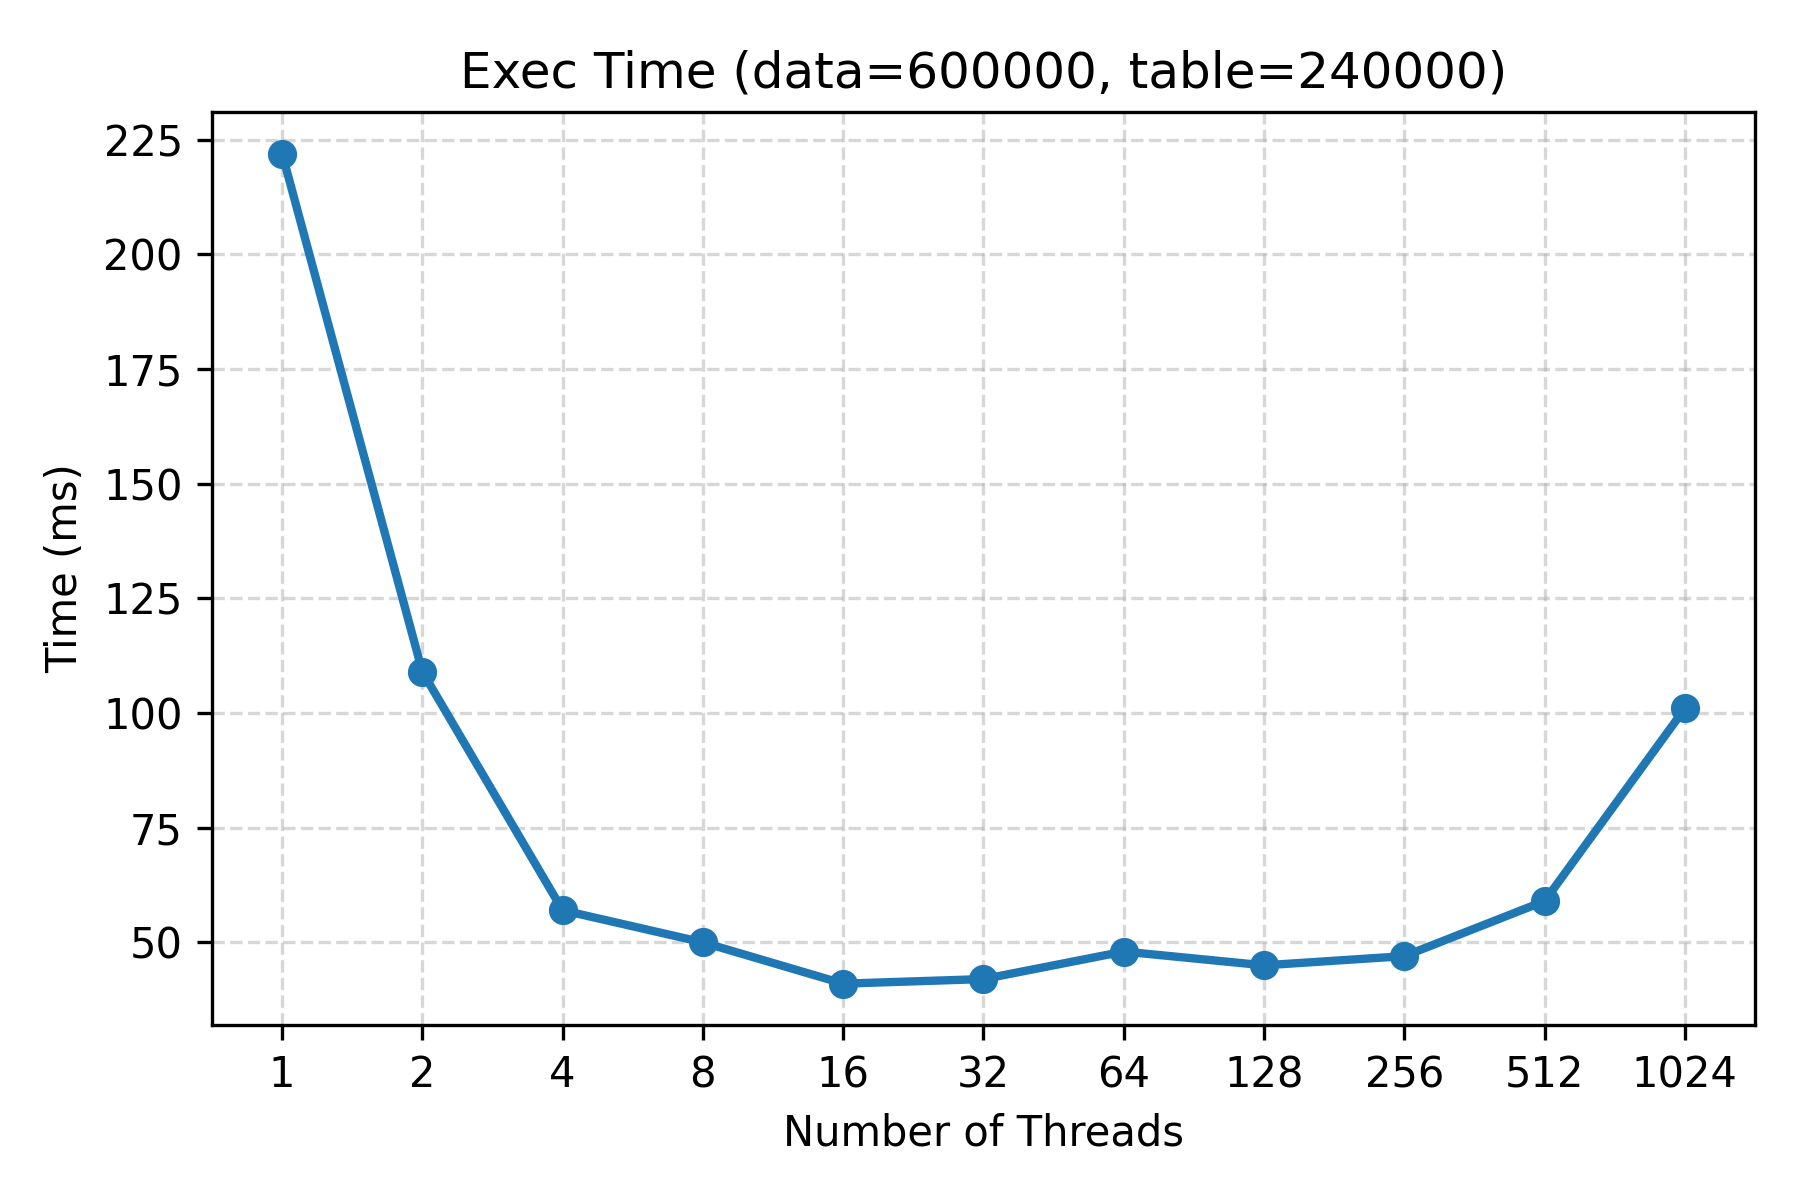 Exec Time (data=600000, table=240000)
225
200
175
150
125
100
75
50
Time (ms)
1 2 4 8 16 32 64 128 256 512 1024
Number of Threads